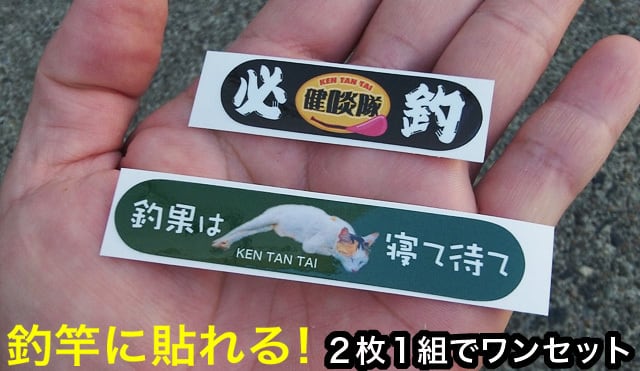 KEN TAN TAI
必 健啖隊 釣
釣果は 寝て待て
KEN TAN TAI
釣竿に貼れる! 2枚1組でワンセット